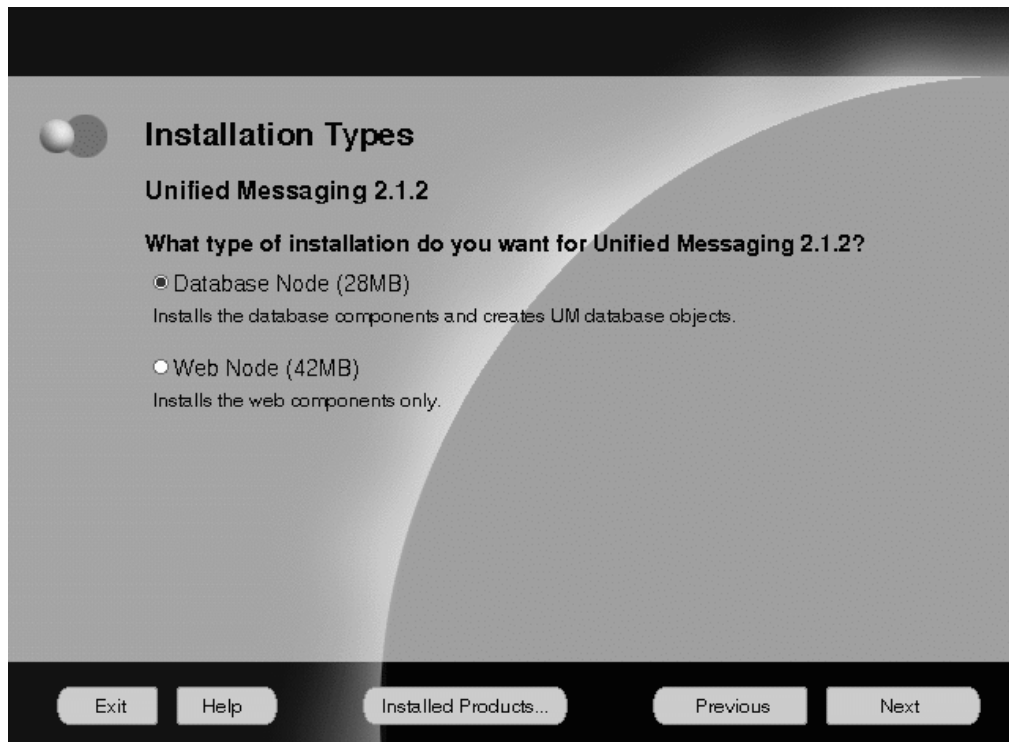 Installation Types
Unified Messaging 2.1.2
What type of installation do you want for Unified Messaging 2.1.2?
Database Node (28MB)
Installs the database components and creates UM database objects.
Web Node (42MB)
Installs the web components only.
Exit
Help
Installed Products...
Previous
Next